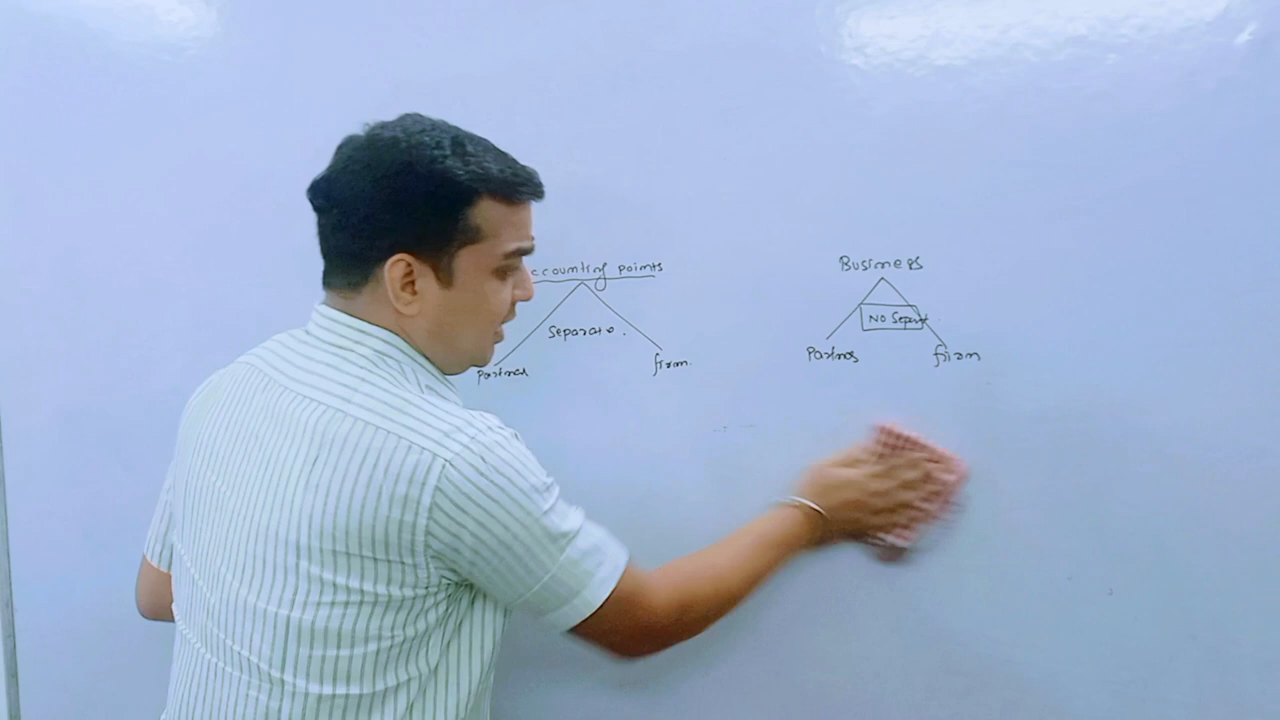 ccounting points
Separate.
Partner
firm.
Business
No Separt.
Partner
firm